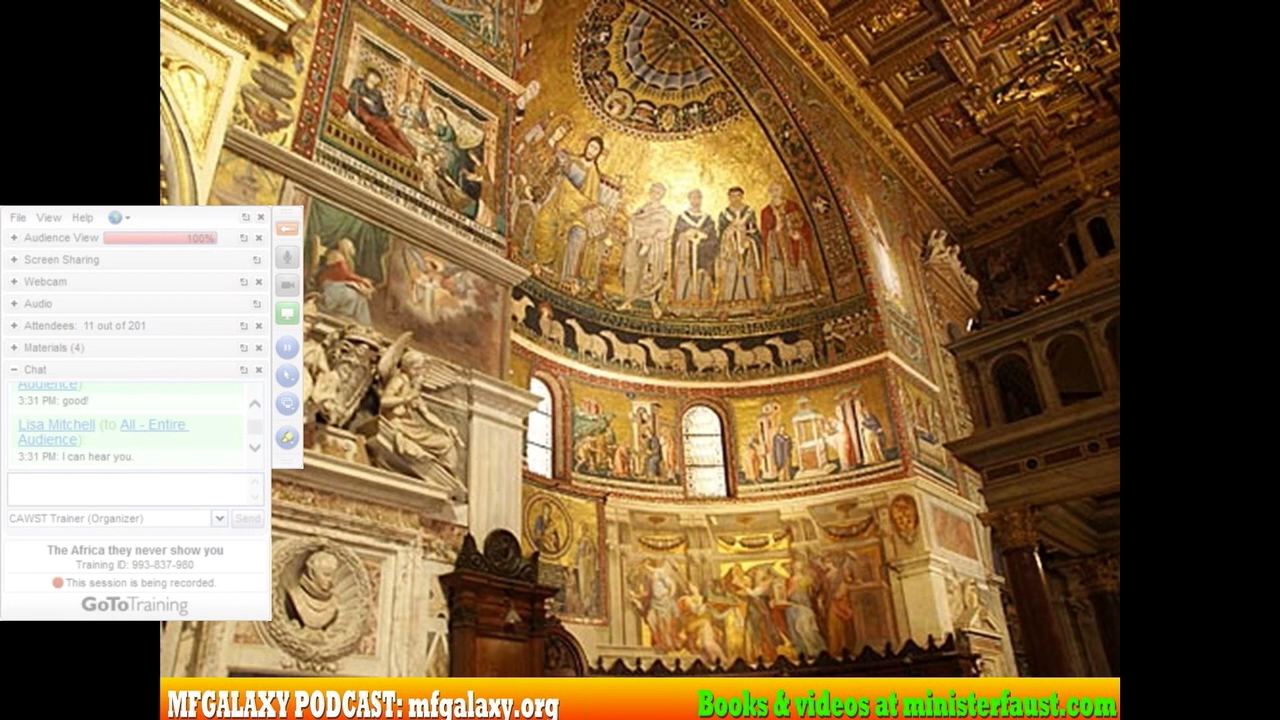 File View Help
Audience View 100%
Screen Sharing
Webcam
Audio
Attendees: 11 out of 201
Materials (4)
Chat
Audience)
3:31 PM: good!
Lisa Mitchell (to All - Entire
Audience):
3:31 PM: I can hear you.
CAWST Trainer (Organizer)
Send
The Africa they never show you
Training ID: 993-837-980
This session is being recorded.
GoToTraining
MFGALAXY PODCAST: mfgalaxy.org
Books & videos at ministerfaust.com